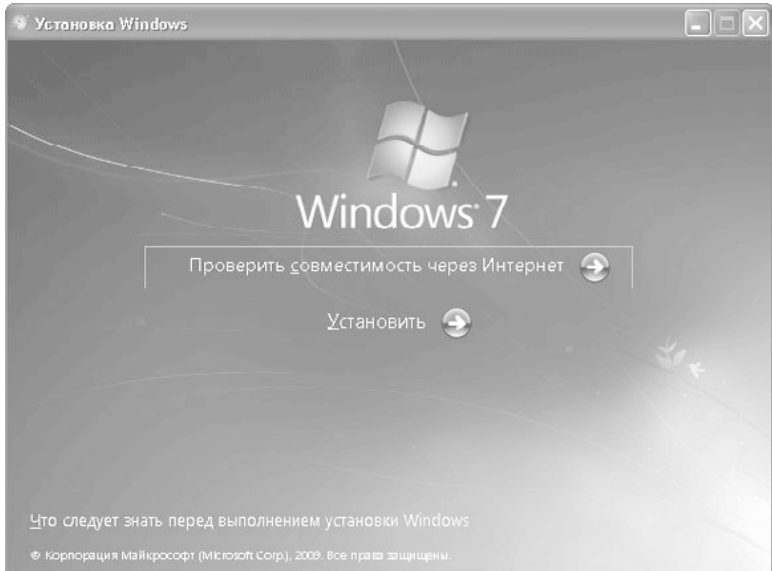 Установка Windows
Windows 7
Проверить совместимость через Интернет
Установить
Что следует знать перед выполнением установки Windows
© Корпорация Майкрософт (Microsoft Corp.), 2009. Все права защищены.